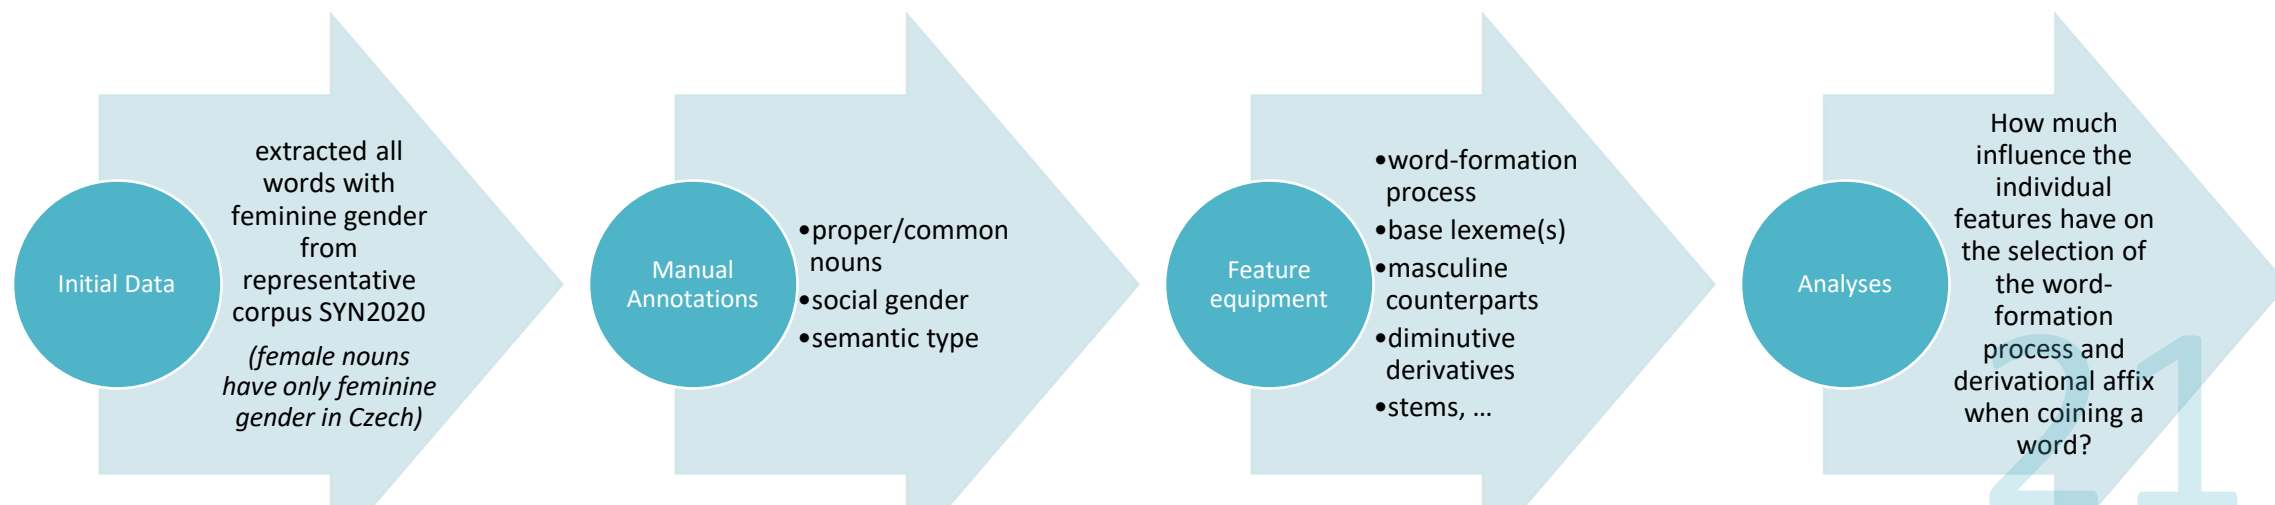 Initial Data
extracted all
words with
feminine gender
from
representative
corpus SYN2020
(female nouns
have only feminine
gender in Czech)
Manual
Annotations
•proper/common
nouns
•social gender
•semantic type
Feature
equipment
•word-formation
process
•base lexeme(s)
•masculine
counterparts
•diminutive
derivatives
•stems, ...
Analyses
How much
influence the
individual
features have on
the selection of
the word-
formation
process and
derivational affix
when coining a
word?
21